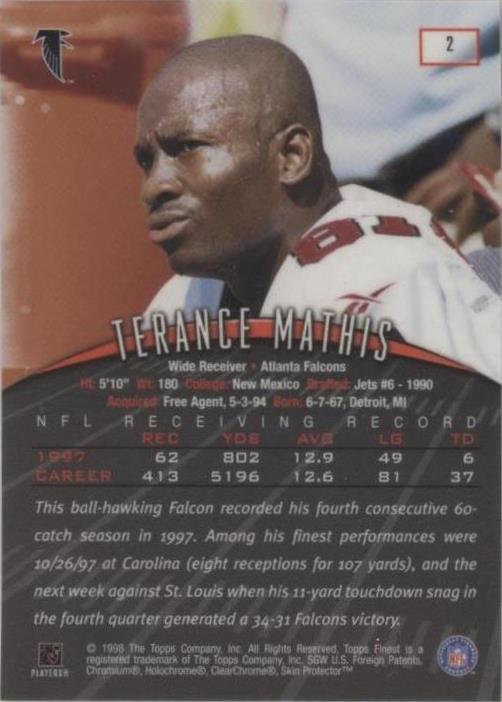 2
81
TERANCE MATHIS
Wide Receiver • Atlanta Falcons
Ht: 5'10" Wt: 180 College: New Mexico Drafted: Jets #6 - 1990
Acquired: Free Agent, 5-3-94 Born: 6-7-67, Detroit, MI
NFL RECEIVING RECORD
REC YDS AVG LG TD
1997 62 802 12.9 49 6
CAREER 413 5196 12.6 81 37
This ball-hawking Falcon recorded his fourth consecutive 60-
catch season in 1997. Among his finest performances were
10/26/97 at Carolina (eight receptions for 107 yards), and the
next week against St. Louis when his 11-yard touchdown snag in
the fourth quarter generated a 34-31 Falcons victory.
© 1998 The Topps Company, Inc. All Rights Reserved. Topps Finest is a
registered trademark of The Topps Company, Inc. SGW U.S. Foreign Patents.
Chromium®, Holochrome®, ClearChrome®, Skin Protector™
PLAYERS
NFL